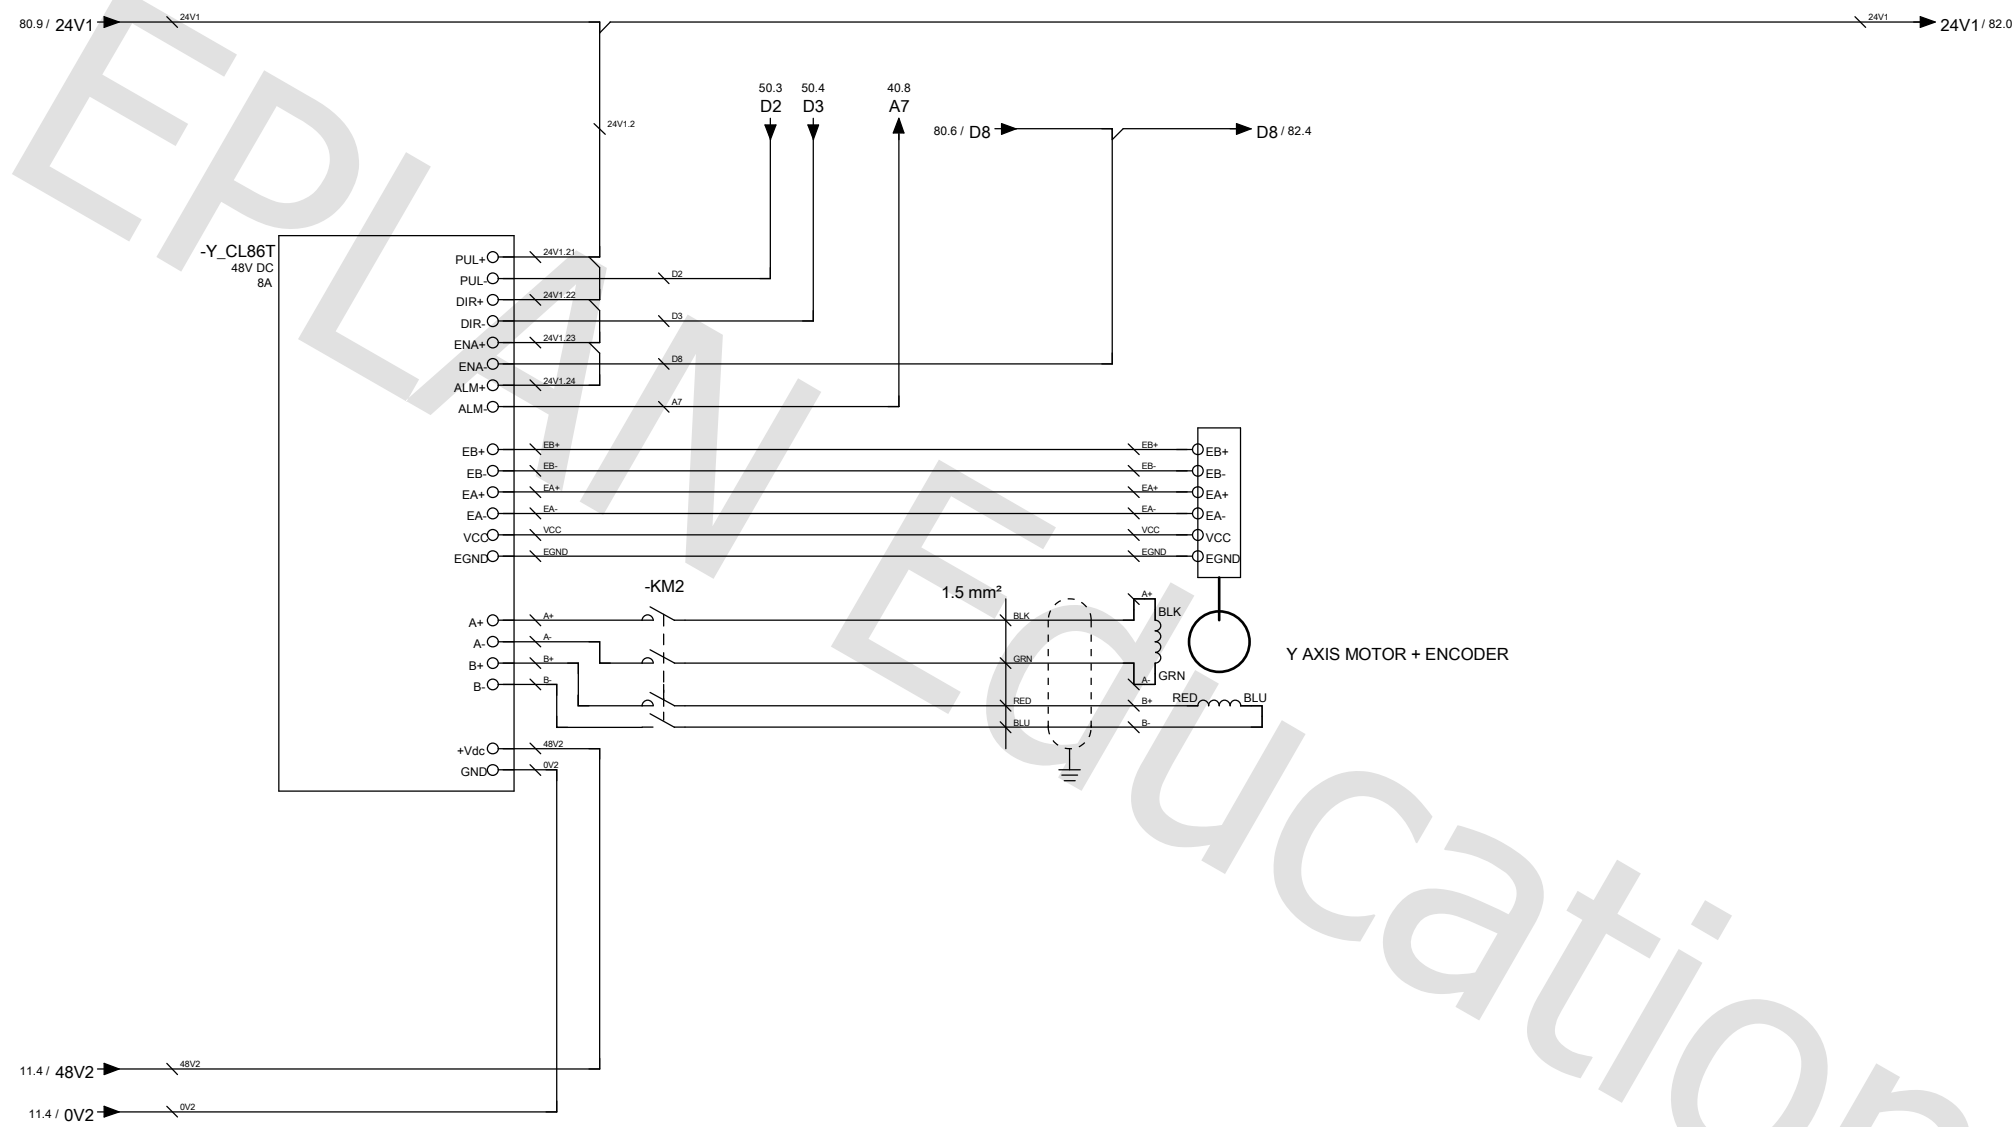 80.9 / 24V1
24V1
24V1
24V1 / 82.0
50.3
D2
50.4
D3
40.8
A7
24V1.2
80.6 / D8
D8 / 82.4
-Y_CL86T
48V DC
8A
PUL+
24V1.21
PUL-
D2
DIR+
24V1.22
DIR-
D3
ENA+
24V1.23
ENA-
D8
ALM+
24V1.24
ALM-
A7
EB+
EB+
EB+
EB+
EB-
EB-
EB-
EB-
EA+
EA+
EA+
EA+
EA-
EA-
EA-
EA-
VCC
VCC
VCC
VCC
EGND
EGND
EGND
EGND
-KM2
1.5 mm²
A+
A+
BLK
A+
BLK
A-
A-
GRN
A-
GRN
B+
B+
RED
B+
RED
BLU
B-
B-
BLU
B-
Y AXIS MOTOR + ENCODER
+Vdc
48V2
GND
0V2
11.4 / 48V2
48V2
11.4 / 0V2
0V2
EPLAN Education